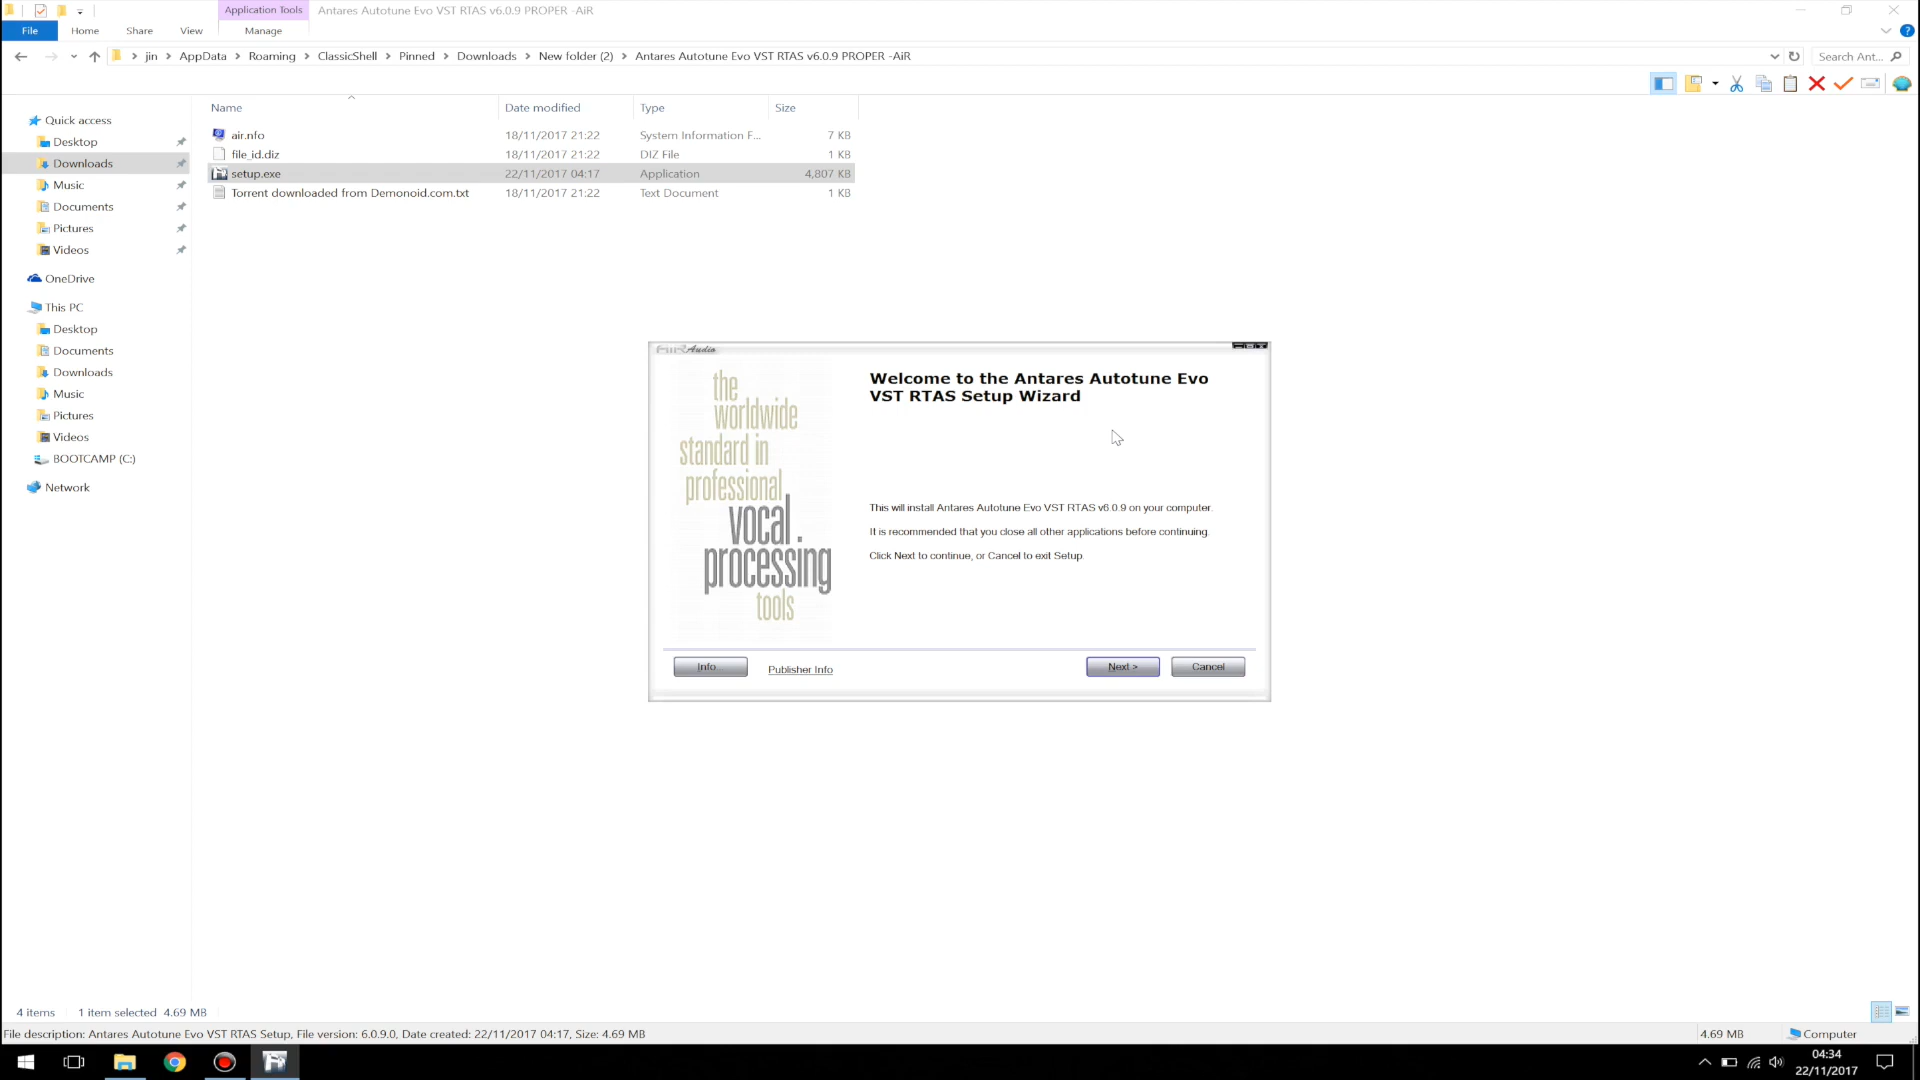 Application Tools
Antares Autotune Evo VST RTAS v6.0.9 PROPER -AiR
File
Home
Share
View
Manage
jin
AppData
Roaming
ClassicShell
Pinned
Downloads
New folder (2)
Antares Autotune Evo VST RTAS v6.0.9 PROPER -AiR
Search Ant...
Name
Date modified
Type
Size
air.nfo
18/11/2017 21:22
System Information F...
7 KB
file_id.diz
18/11/2017 21:22
DIZ File
1 KB
setup.exe
22/11/2017 04:17
Application
4,807 KB
Torrent downloaded from Demonoid.com.txt
18/11/2017 21:22
Text Document
1 KB
Quick access
Desktop
Downloads
Music
Documents
Pictures
Videos
OneDrive
This PC
Desktop
Documents
Downloads
Music
Pictures
Videos
BOOTCAMP (C:)
Network
Audio
the
worldwide
standard in
professional
vocal
processing
tools
Welcome to the Antares Autotune Evo
VST RTAS Setup Wizard
This will install Antares Autotune Evo VST RTAS v6.0.9 on your computer.
It is recommended that you close all other applications before continuing.
Click Next to continue, or Cancel to exit Setup.
Info...
Publisher Info
Next >
Cancel
4 items
1 item selected 4.69 MB
File description: Antares Autotune Evo VST RTAS Setup, File version: 6.0.9.0, Date created: 22/11/2017 04:17, Size: 4.69 MB
4.69 MB
Computer
04:34
22/11/2017